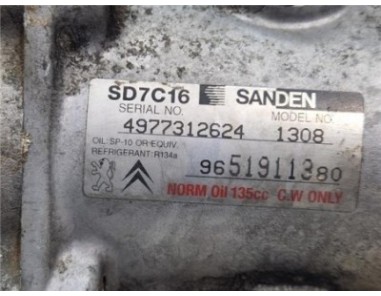 SD7C16 SANDEN
SERIAL NO. MODEL NO.
4977312624 1308
OIL:SP-10 OR EQUIV.
REFRIGERANT:R134a
9651911380
NORM Oil 135cc C.W ONLY